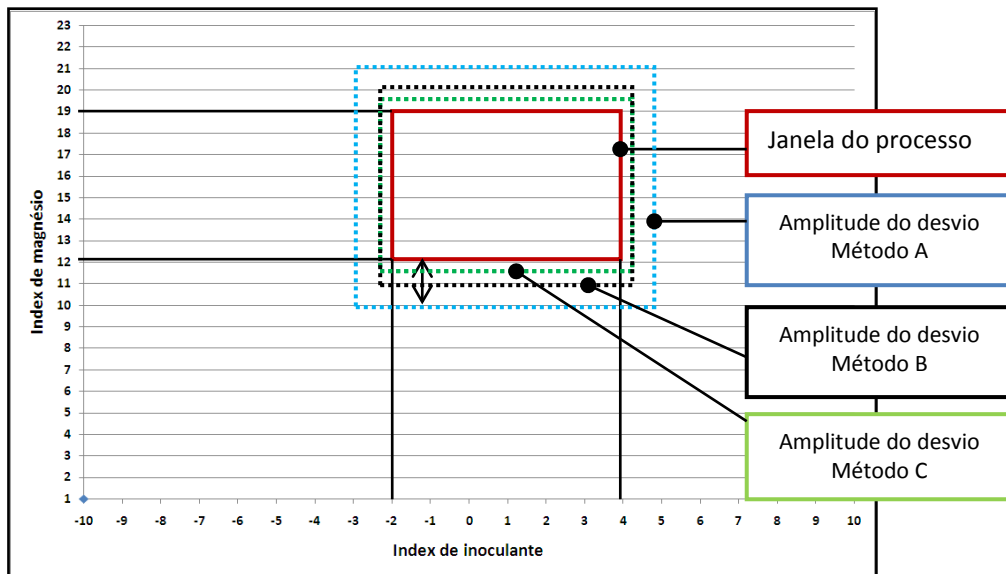 23
22
21
20
19
18
17
16
15
14
13
12
11
10
9
8
7
6
5
4
3
2
1
Index de magnésio
-10 -9 -8 -7 -6 -5 -4 -3 -2 -1 0 1 2 3 4 5 6 7 8 9 10
Index de inoculante
Janela do processo
Amplitude do desvio
Método A
Amplitude do desvio
Método B
Amplitude do desvio
Método C